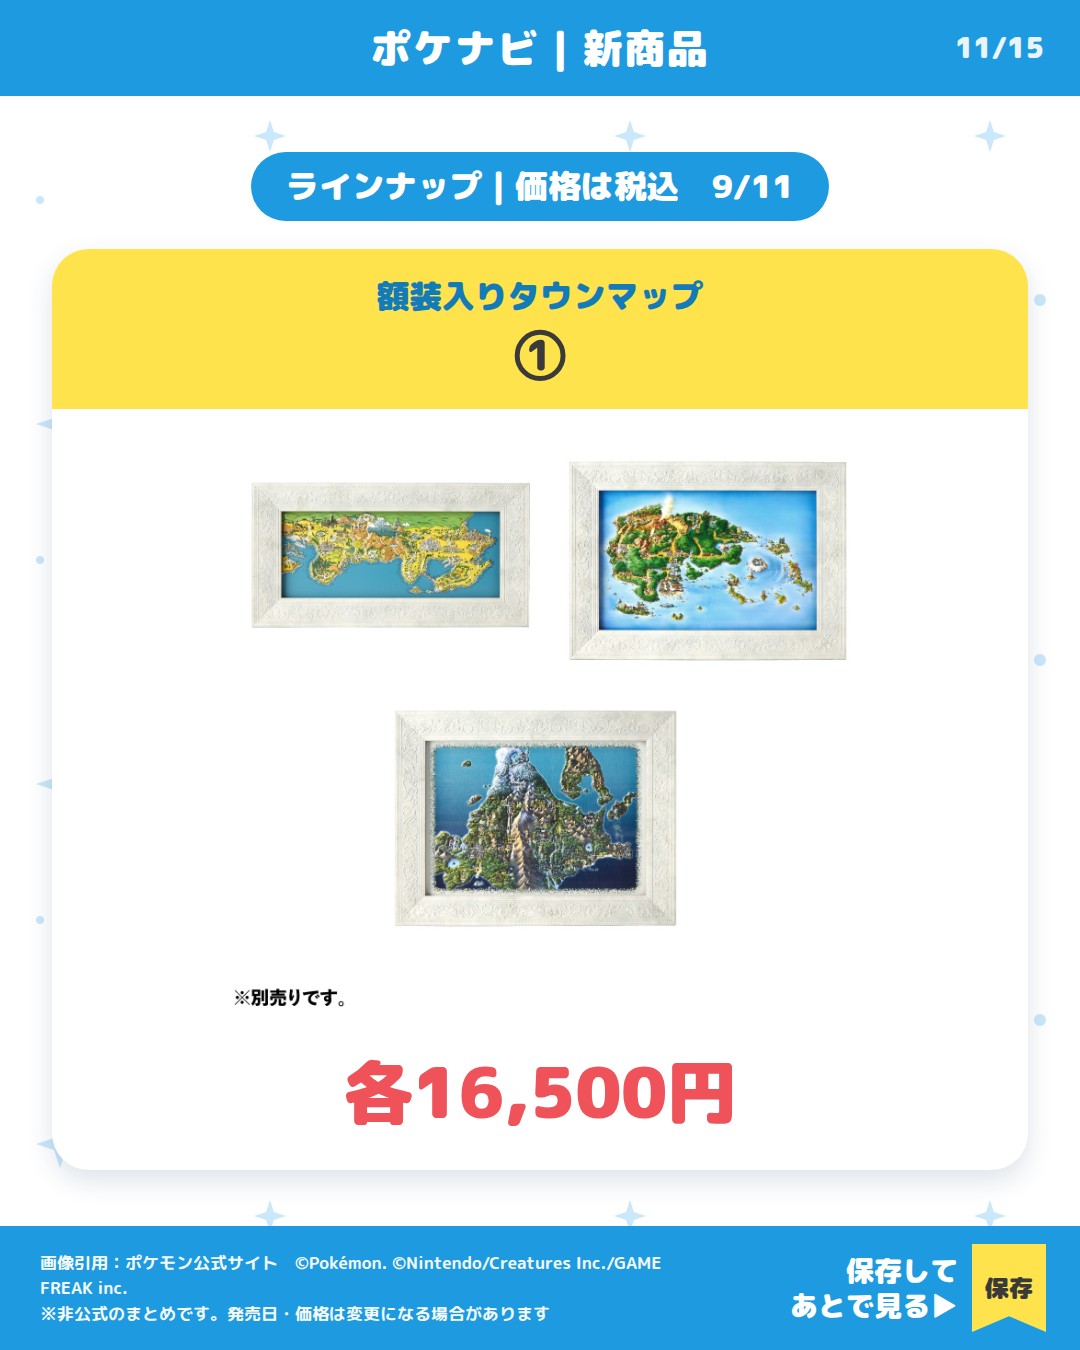 ポケナビ | 新商品
11/15
ラインナップ | 価格は税込　9/11
額装入りタウンマップ
①
※別売りです。
各16,500円
画像引用：ポケモン公式サイト　©Pokémon. ©Nintendo/Creatures Inc./GAME
FREAK inc.
※非公式のまとめです。発売日・価格は変更になる場合があります
保存して
あとで見る▶
保存